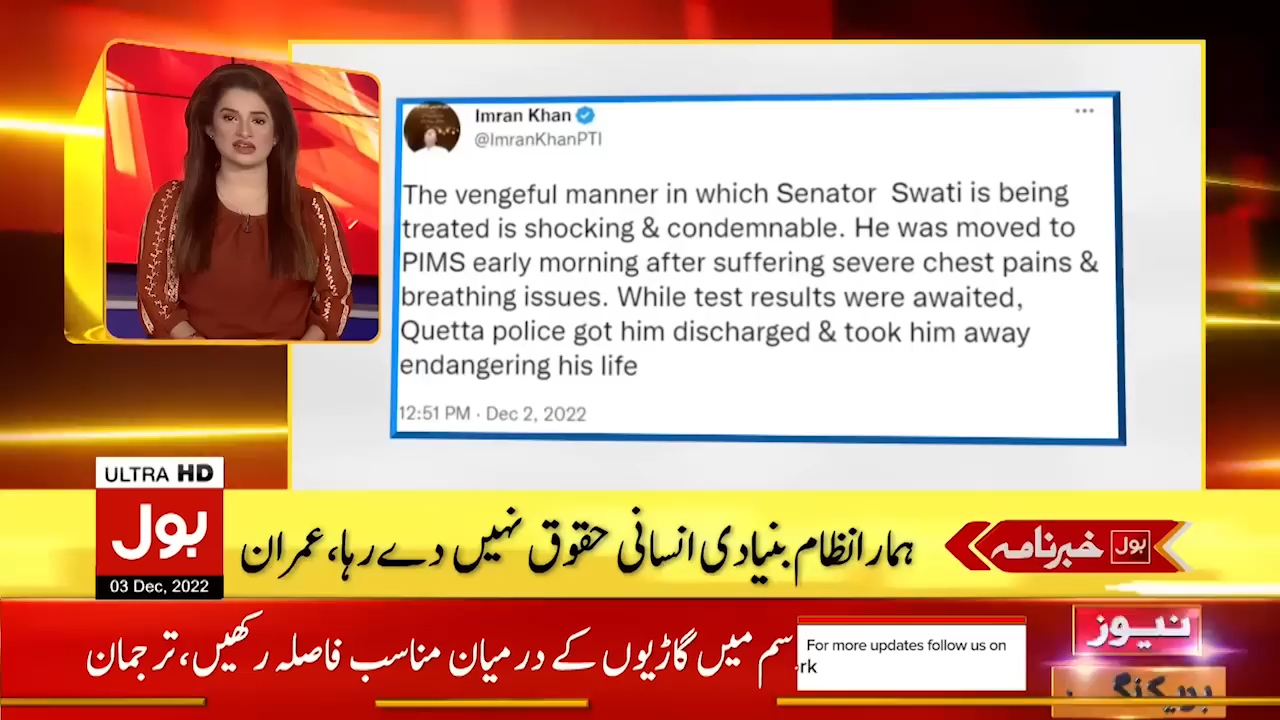 Imran Khan
@ImranKhanPTI
The vengeful manner in which Senator Swati is being
treated is shocking & condemnable. He was moved to
PIMS early morning after suffering severe chest pains &
breathing issues. While test results were awaited,
Quetta police got him discharged & took him away
endangering his life
12:51 PM · Dec 2, 2022
ULTRA HD
بول
03 Dec, 2022
ہمارا نظام بنیادی انسانی حقوق نہیں دے رہا، عمران
بول خبرنامہ
سم میں گاڑیوں کے درمیان مناسب فاصلہ رکھیں، ترجمان
For more updates follow us on
rk
نیوز